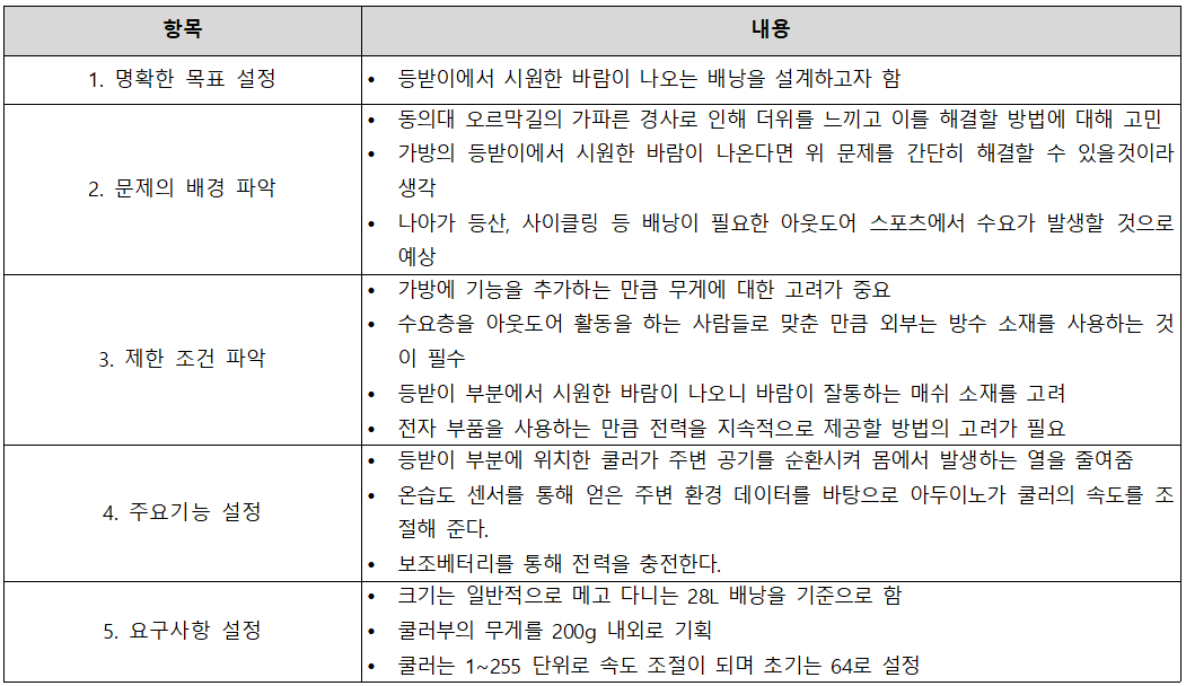 항목 내용
1. 명확한 목표 설정
• 등받이에서 시원한 바람이 나오는 배낭을 설계하고자 함
2. 문제의 배경 파악
• 동의대 오르막길의 가파른 경사로 인해 더위를 느끼고 이를 해결할 방법에 대해 고민
• 가방의 등받이에서 시원한 바람이 나온다면 위 문제를 간단히 해결할 수 있을것이라
생각
• 나아가 등산, 사이클링 등 배낭이 필요한 아웃도어 스포츠에서 수요가 발생할 것으로
예상
3. 제한 조건 파악
• 가방에 기능을 추가하는 만큼 무게에 대한 고려가 중요
• 수요층을 아웃도어 활동을 하는 사람들로 맞춘 만큼 외부는 방수 소재를 사용하는 것
이 필수
• 등받이 부분에서 시원한 바람이 나오니 바람이 잘통하는 매쉬 소재를 고려
• 전자 부품을 사용하는 만큼 전력을 지속적으로 제공할 방법의 고려가 필요
4. 주요기능 설정
• 등받이 부분에 위치한 쿨러가 주변 공기를 순환시켜 몸에서 발생하는 열을 줄여줌
• 온습도 센서를 통해 얻은 주변 환경 데이터를 바탕으로 아두이노가 쿨러의 속도를 조
절해 준다.
• 보조베터리를 통해 전력을 충전한다.
5. 요구사항 설정
• 크기는 일반적으로 메고 다니는 28L 배낭을 기준으로 함
• 쿨러부의 무게를 200g 내외로 기획
• 쿨러는 1~255 단위로 속도 조절이 되며 초기는 64로 설정